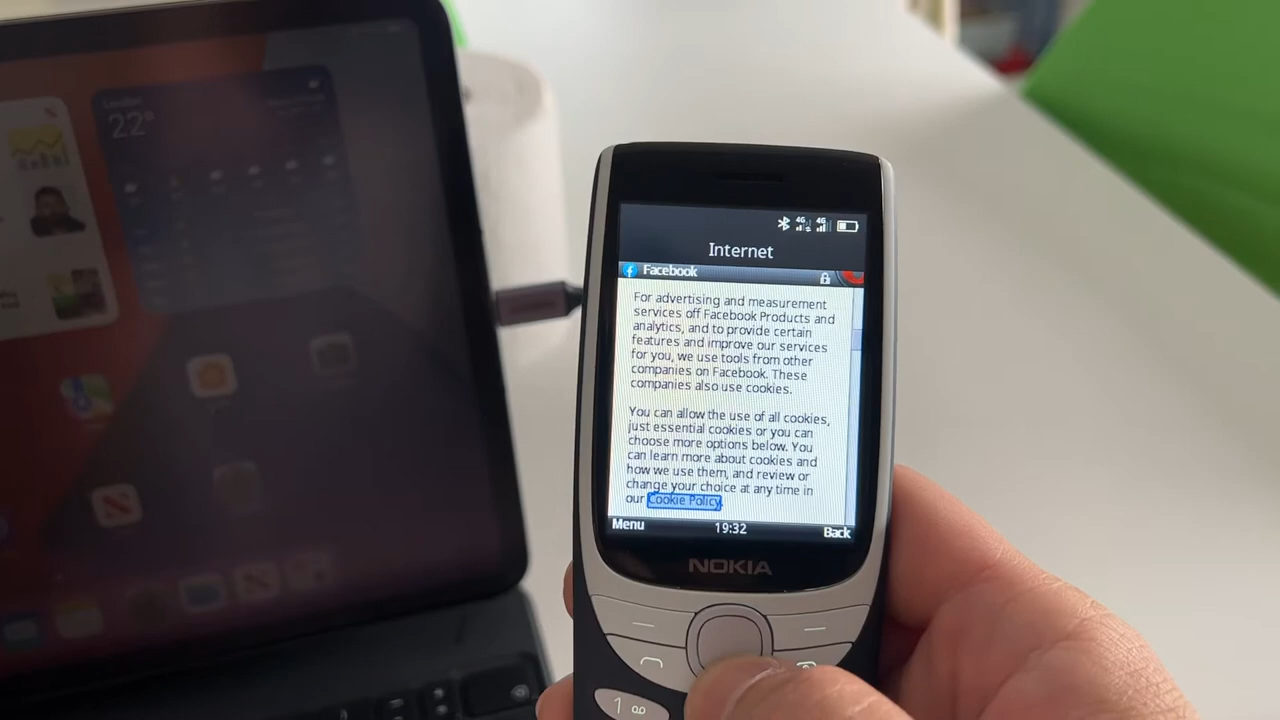 London
22°
4G 4G
Internet
Facebook
For advertising and measurement
services off Facebook Products and
analytics, and to provide certain
features and improve our services
for you, we use tools from other
companies on Facebook. These
companies also use cookies.
You can allow the use of all cookies,
just essential cookies or you can
choose more options below. You
can learn more about cookies and
how we use them, and review or
change your choice at any time in
our Cookie Policy.
Menu 19:32 Back
NOKIA
1